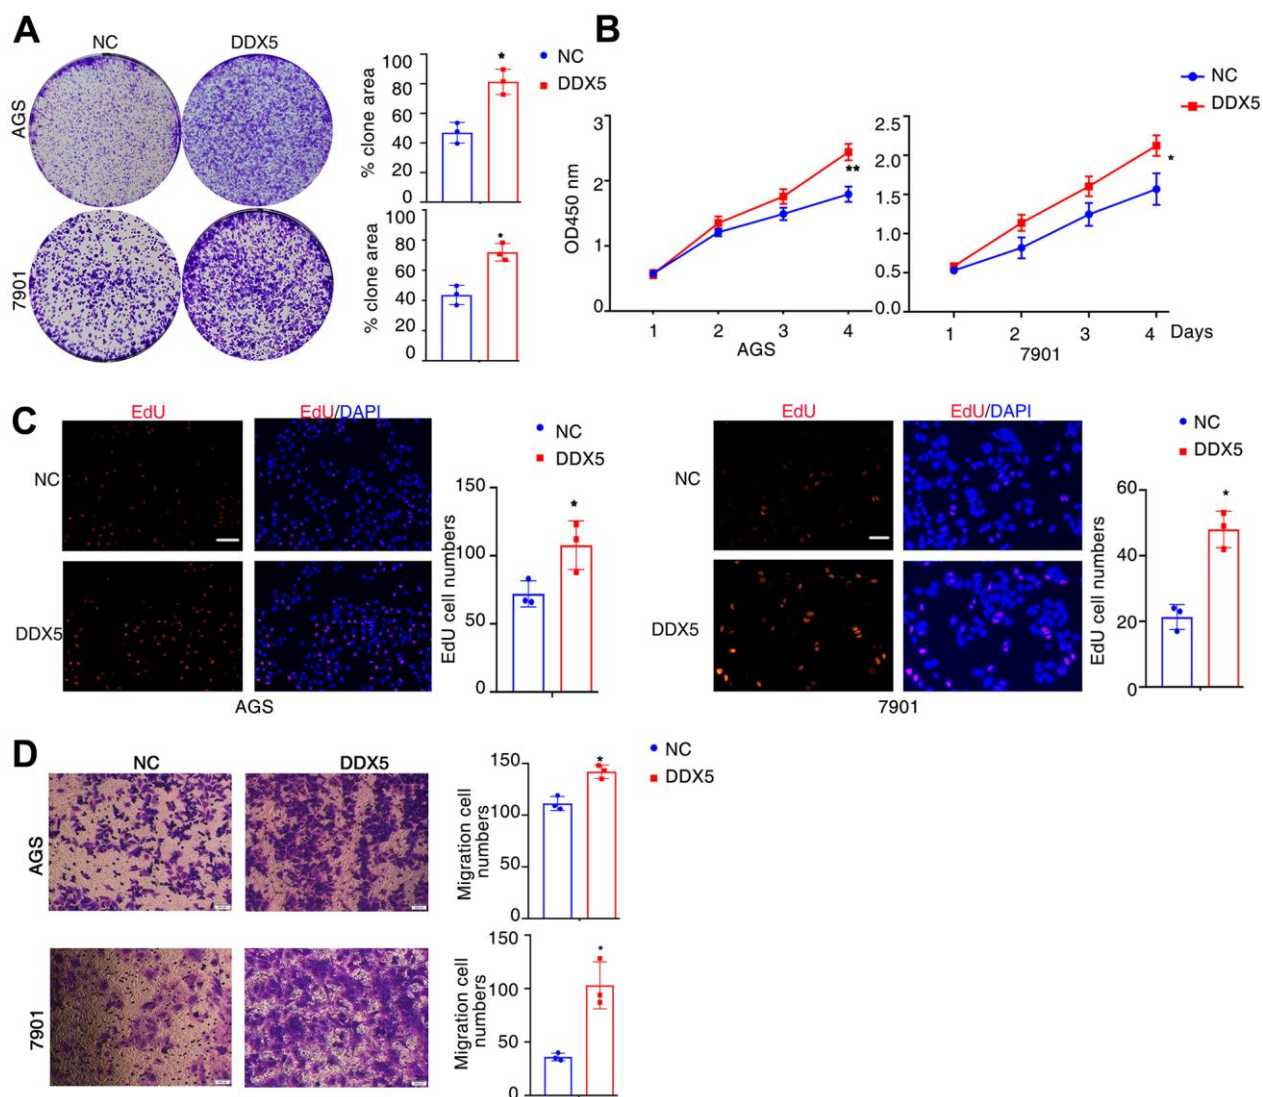 A
NC
DDX5
AGS
7901
% clone area
100
80
60
40
20
0
*
NC
DDX5
% clone area
100
80
60
40
20
0
*
B
NC
DDX5
OD450 nm
3
2
1
0
**
1
2
3
4
AGS
2.5
2.0
1.5
1.0
0.5
0.0
*
1
2
3
4
Days
7901
C
EdU
EdU/DAPI
NC
DDX5
AGS
NC
DDX5
EdU cell numbers
150
100
50
0
*
EdU
EdU/DAPI
NC
DDX5
7901
NC
DDX5
EdU cell numbers
60
40
20
0
*
D
NC
DDX5
AGS
7901
Migration cell
numbers
150
100
50
0
*
NC
DDX5
Migration cell
numbers
150
100
50
0
*